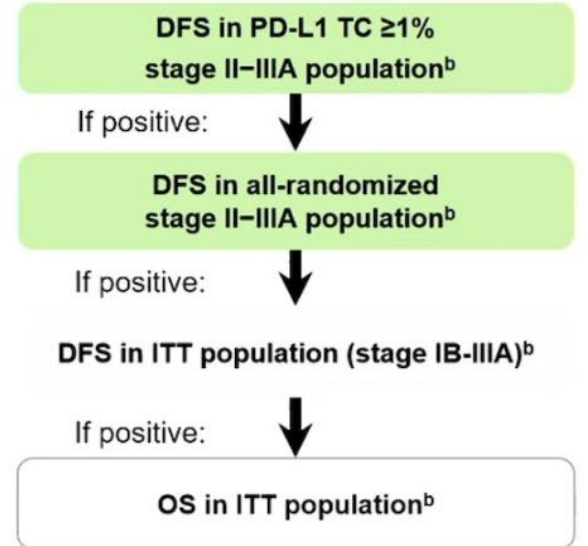 DFS in PD-L1 TC ≥1%
stage II–IIIA populationᵇ
If positive:
DFS in all-randomized
stage II–IIIA populationᵇ
If positive:
DFS in ITT population (stage IB-IIIA)ᵇ
If positive:
OS in ITT populationᵇ